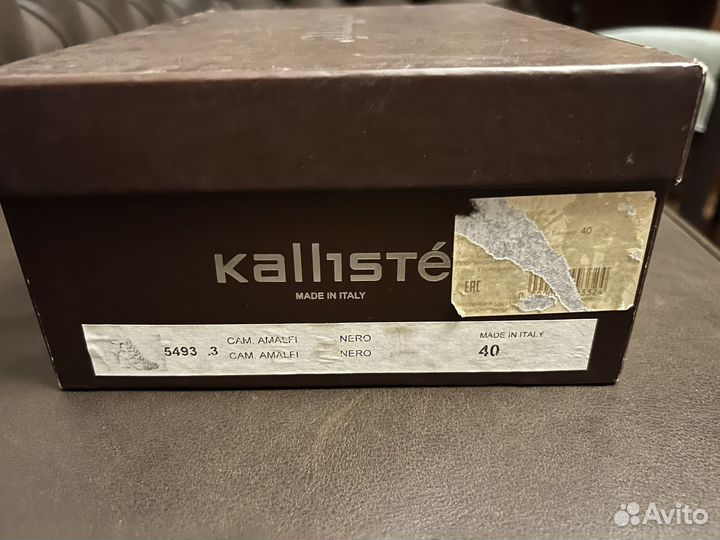 Kallisté
MADE IN ITALY
40
EAC
5493 .3 CAM. AMALFI NERO MADE IN ITALY
CAM. AMALFI NERO 40
Avito